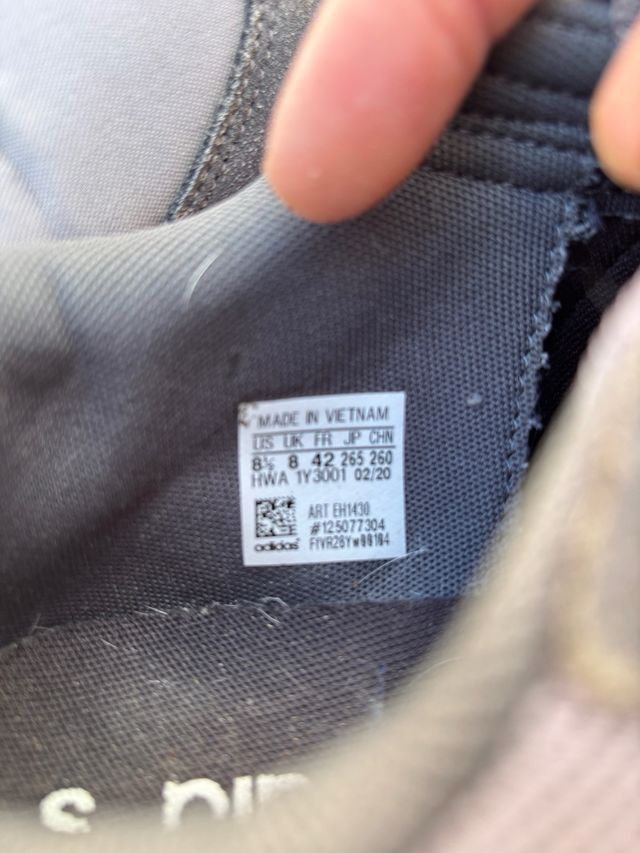 MADE IN VIETNAM
US UK FR JP CHN
8½ 8 42 265 260
HWA 1Y3001 02/20
ART EH1430
#125077304
adidas